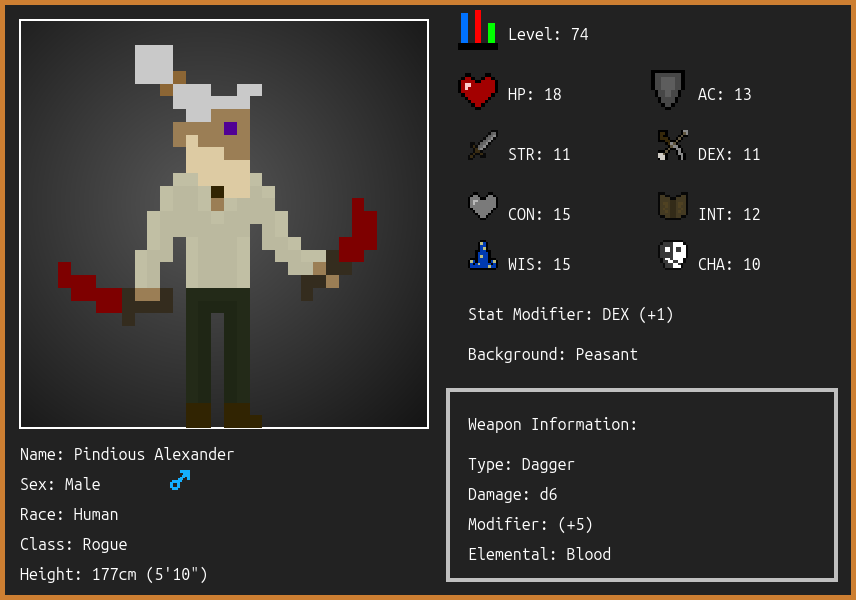 Level: 74
HP: 18
AC: 13
STR: 11
DEX: 11
CON: 15
INT: 12
WIS: 15
CHA: 10
Stat Modifier: DEX (+1)
Background: Peasant
Weapon Information:
Type: Dagger
Damage: d6
Modifier: (+5)
Elemental: Blood
Name: Pindious Alexander
Sex: Male
Race: Human
Class: Rogue
Height: 177cm (5'10")